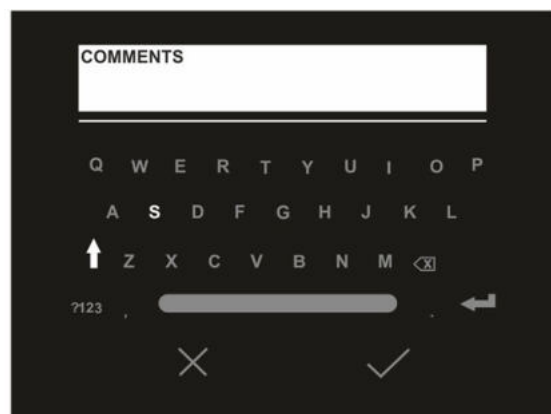 COMMENTS
Q W E R T Y U I O P
A S D F G H J K L
Z X C V B N M
?123 , .